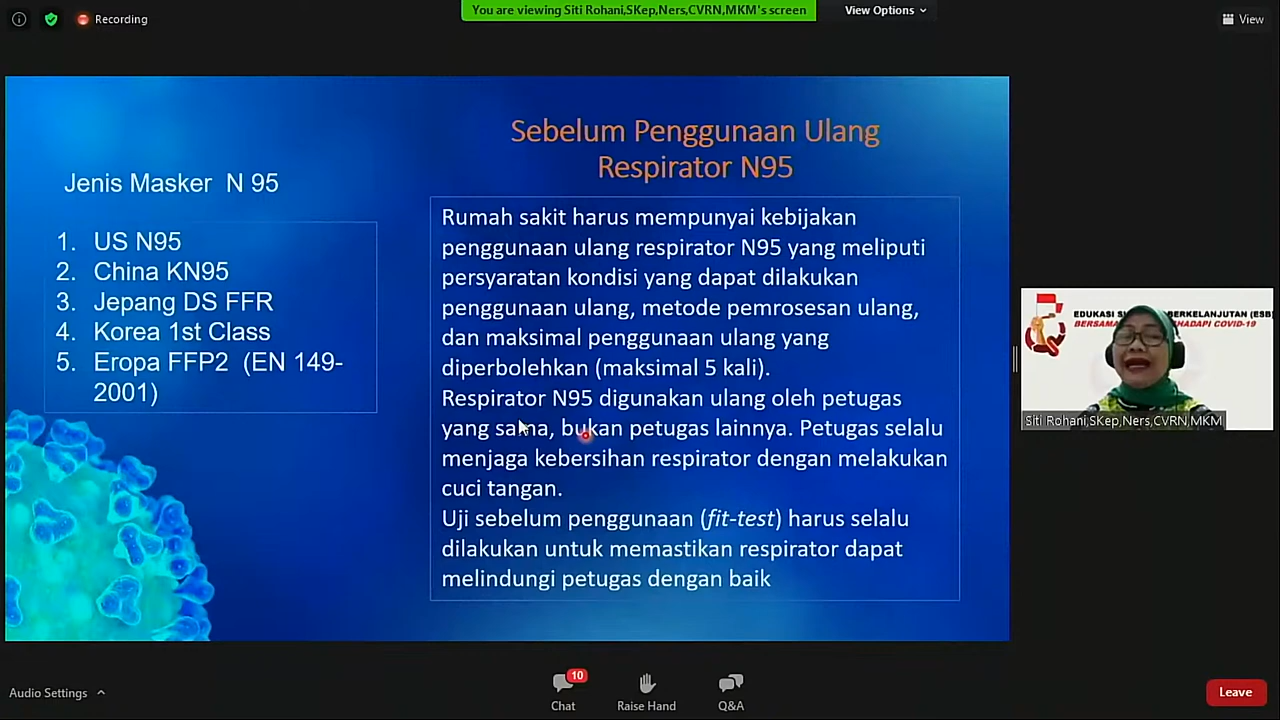 Recording
You are viewing Siti Rohani,SKep,Ners,CVRN,MKM's screen
View Options
View
Jenis Masker N 95
1. US N95
2. China KN95
3. Jepang DS FFR
4. Korea 1st Class
5. Eropa FFP2 (EN 149-
2001)
Sebelum Penggunaan Ulang
Respirator N95
Rumah sakit harus mempunyai kebijakan
penggunaan ulang respirator N95 yang meliputi
persyaratan kondisi yang dapat dilakukan
penggunaan ulang, metode pemrosesan ulang,
dan maksimal penggunaan ulang yang
diperbolehkan (maksimal 5 kali).
Respirator N95 digunakan ulang oleh petugas
yang sama, bukan petugas lainnya. Petugas selalu
menjaga kebersihan respirator dengan melakukan
cuci tangan.
Uji sebelum penggunaan (fit-test) harus selalu
dilakukan untuk memastikan respirator dapat
melindungi petugas dengan baik
EDUKASI BERKELANJUTAN (ESB)
BERSAMA COVID-19
Siti Rohani,SKep,Ners,CVRN,MKM
Audio Settings
10
Chat
Raise Hand
Q&A
Leave